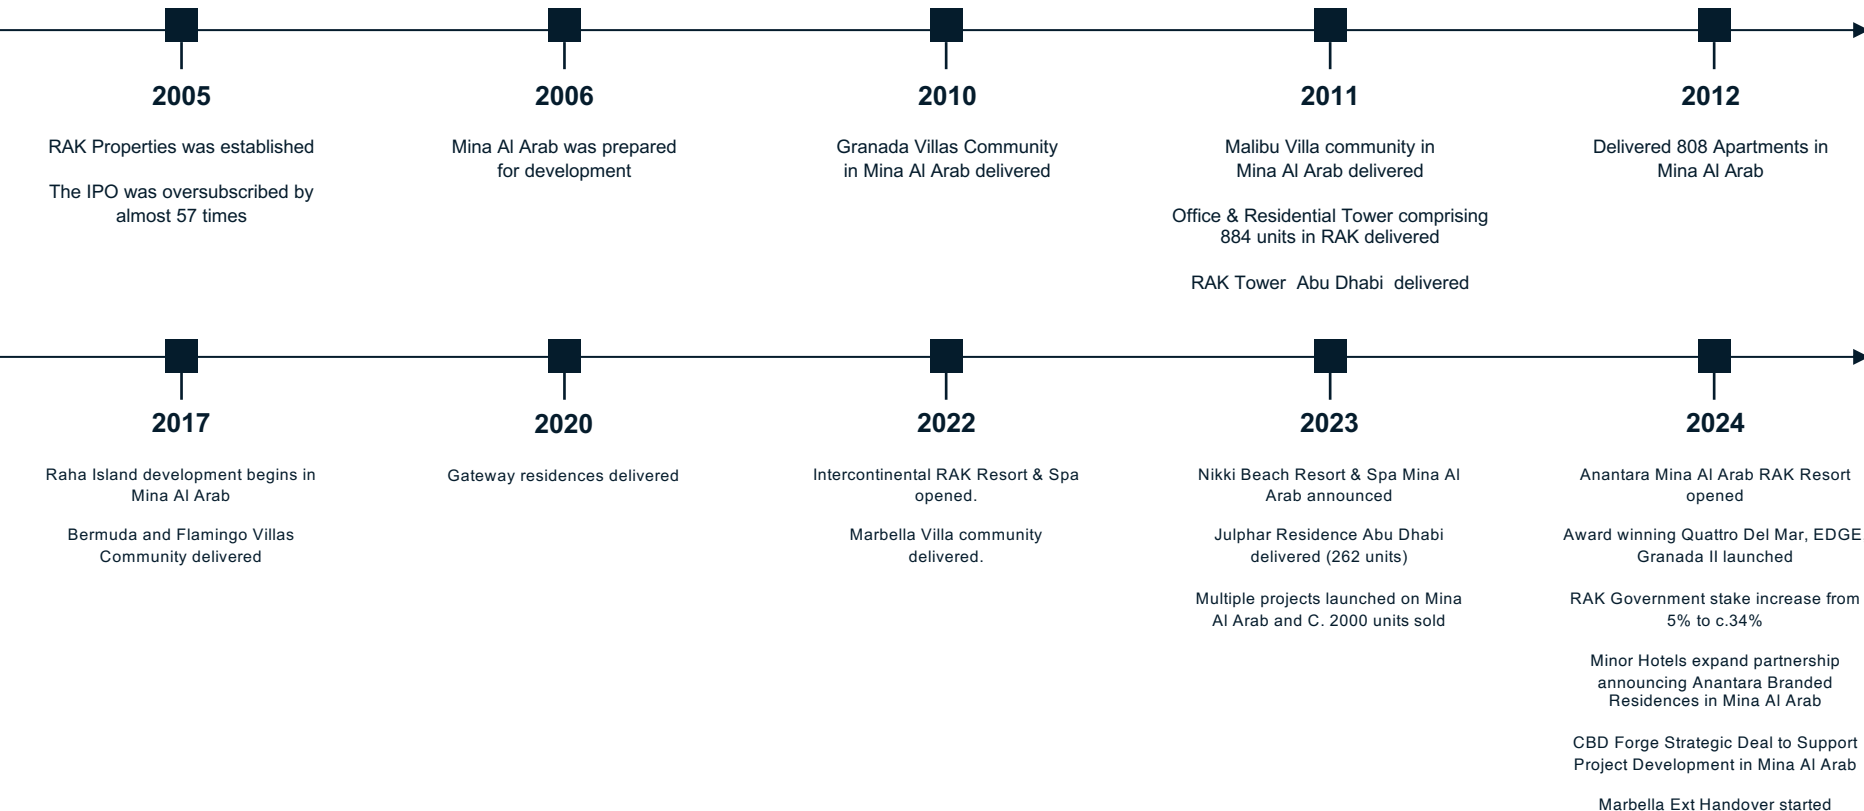 2005
RAK Properties was established
The IPO was oversubscribed by
almost 57 times
2006
Mina Al Arab was prepared
for development
2010
Granada Villas Community
in Mina Al Arab delivered
2011
Malibu Villa community in
Mina Al Arab delivered
Office & Residential Tower comprising
884 units in RAK delivered
RAK Tower Abu Dhabi delivered
2012
Delivered 808 Apartments in
Mina Al Arab
2017
Raha Island development begins in
Mina Al Arab
Bermuda and Flamingo Villas
Community delivered
2020
Gateway residences delivered
2022
Intercontinental RAK Resort & Spa
opened.
Marbella Villa community
delivered.
2023
Nikki Beach Resort & Spa Mina Al
Arab announced
Julphar Residence Abu Dhabi
delivered (262 units)
Multiple projects launched on Mina
Al Arab and C. 2000 units sold
2024
Anantara Mina Al Arab RAK Resort
opened
Award winning Quattro Del Mar, EDGE
Granada II launched
RAK Government stake increase from
5% to c.34%
Minor Hotels expand partnership
announcing Anantara Branded
Residences in Mina Al Arab
CBD Forge Strategic Deal to Support
Project Development in Mina Al Arab
Marbella Ext Handover started